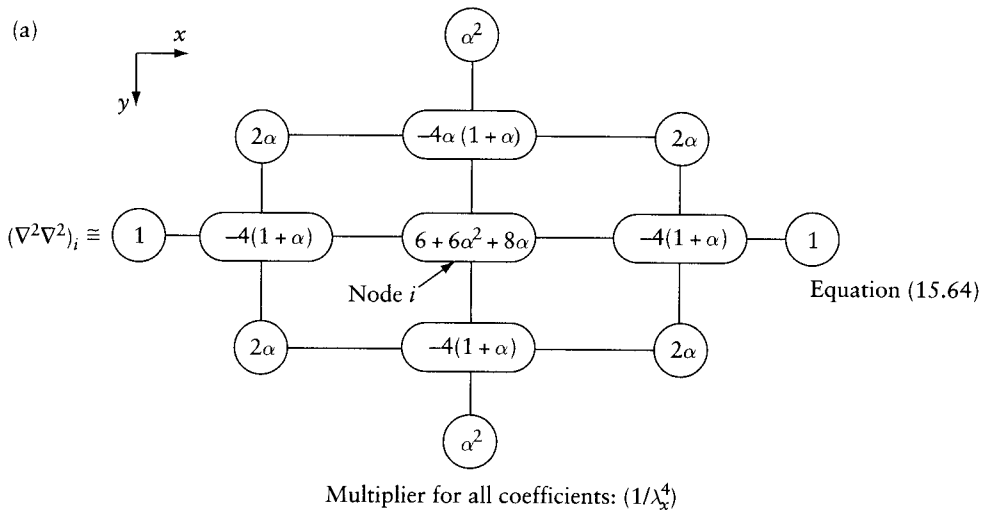 (a)
x
y
α²
2α
−4α (1 + α)
2α
(∇²∇²)ᵢ ≅
1
−4(1 + α)
6 + 6α² + 8α
−4(1 + α)
1
Node i
Equation (15.64)
2α
−4(1 + α)
2α
α²
Multiplier for all coefficients: (1/λₓ⁴)